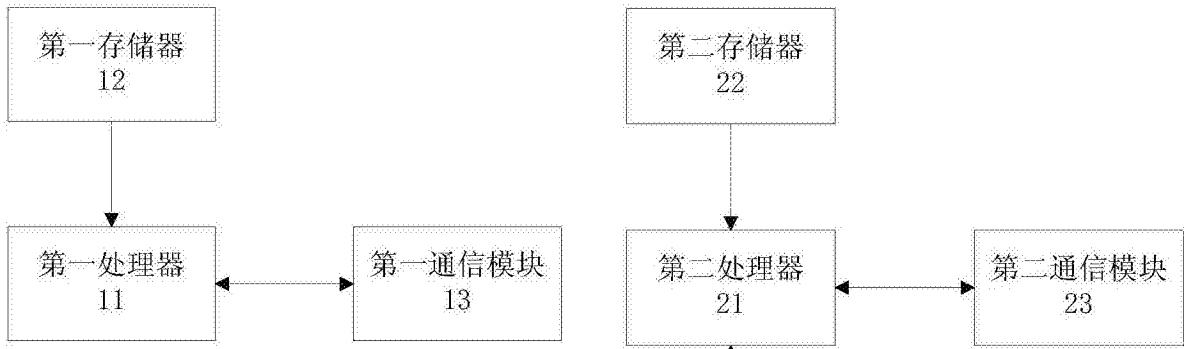 第一存储器
12
第二存储器
22
第一处理器
11
第一通信模块
13
第二处理器
21
第二通信模块
23